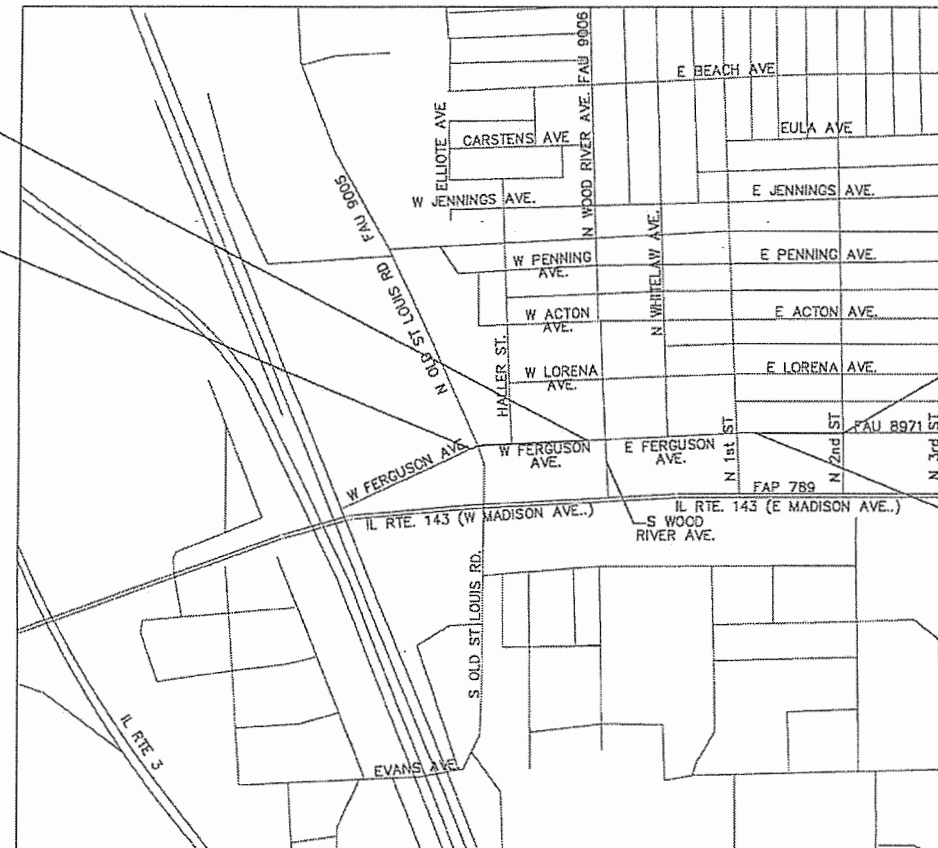 FAU 9006
E BEACH AVE
ELLIOTE AVE
CARSTENS AVE
N WOOD RIVER AVE.
EULA AVE
FAU 9005
W JENNINGS AVE.
E JENNINGS AVE.
N WHITELAW AVE.
W PENNING
AVE.
E PENNING AVE.
N OLD ST LOUIS RD
W ACTON
AVE.
E ACTON AVE.
HALLER ST.
W LORENA
AVE.
E LORENA AVE.
N 1st ST
N 2nd ST
FAU 8971
N 3rd ST
W FERGUSON AVE
W FERGUSON
AVE.
E FERGUSON
AVE.
FAP 789
IL RTE. 143 (W MADISON AVE..)
IL RTE. 143 (E MADISON AVE..)
S WOOD
RIVER AVE.
S OLD ST LOUIS RD.
IL RTE 3
EVANS AVE.